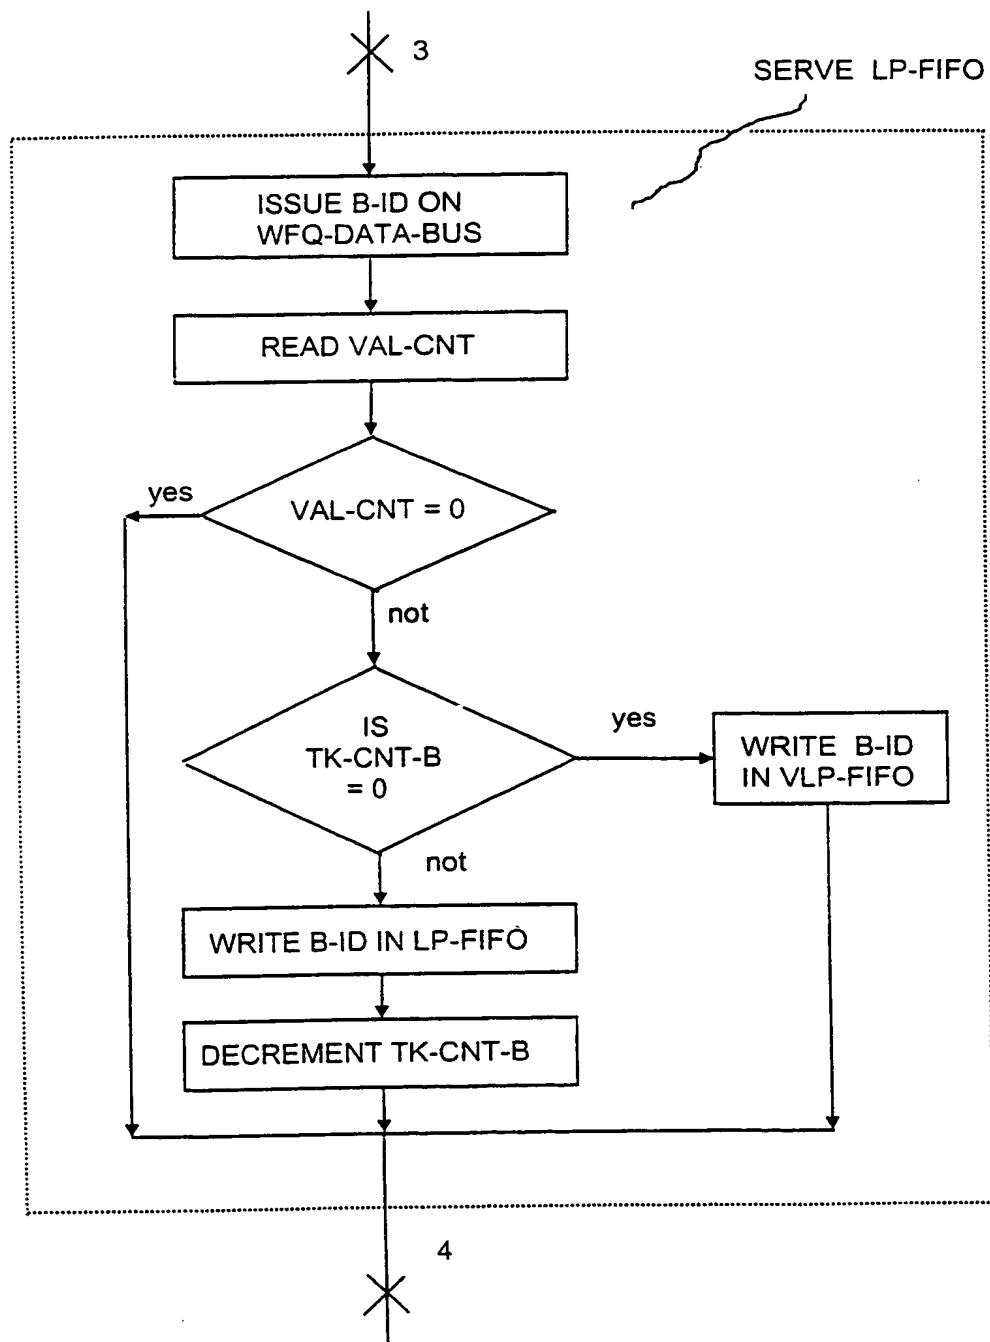 3
SERVE LP-FIFO
ISSUE B-ID ON
WFQ-DATA-BUS
READ VAL-CNT
yes
VAL-CNT = 0
not
IS
TK-CNT-B
= 0
yes
WRITE B-ID
IN VLP-FIFO
not
WRITE B-ID IN LP-FIFO
DECREMENT TK-CNT-B
4